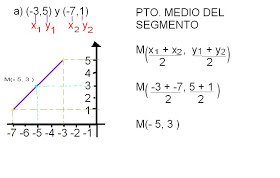 a) (-3,5) y (-7,1)
x₁ y₁ x₂ y₂
M(- 5, 3 )
5
4
3
2
1
-7 -6 -5 -4 -3 -2 -1
PTO. MEDIO DEL
SEGMENTO
M( x₁ + x₂ , y₁ + y₂ )
2 2
M( -3 + -7, 5 + 1 )
2 2
M(- 5, 3 )